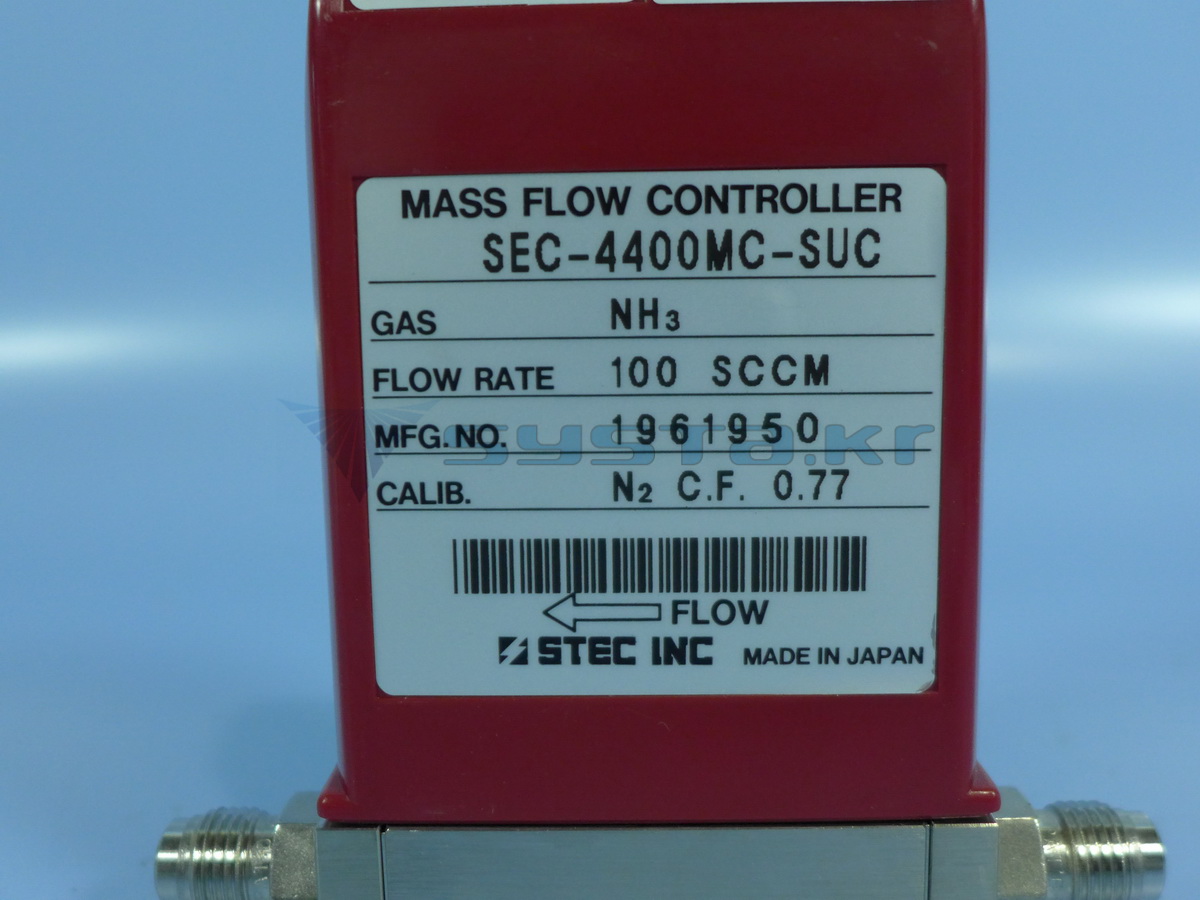 MASS FLOW CONTROLLER
SEC-4400MC-SUC
GAS NH₃
FLOW RATE 100 SCCM
MFG. NO. 1961950
systa.kr
CALIB. N₂ C.F. 0.77
FLOW
STEC INC MADE IN JAPAN